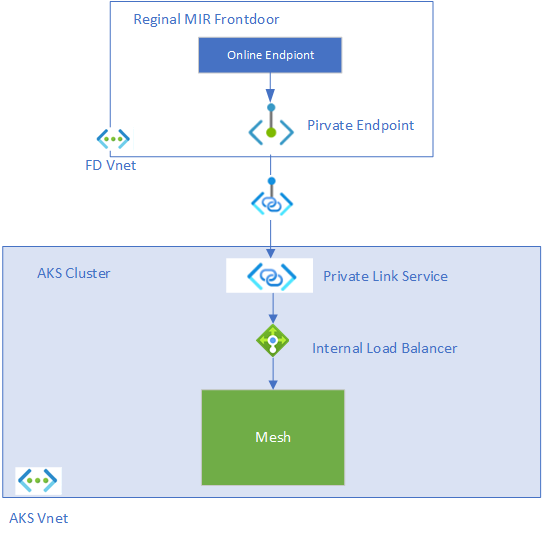 Reginal MIR Frontdoor
Online Endpiont
Pirvate Endpoint
FD Vnet
AKS Cluster
Private Link Service
Internal Load Balancer
Mesh
AKS Vnet